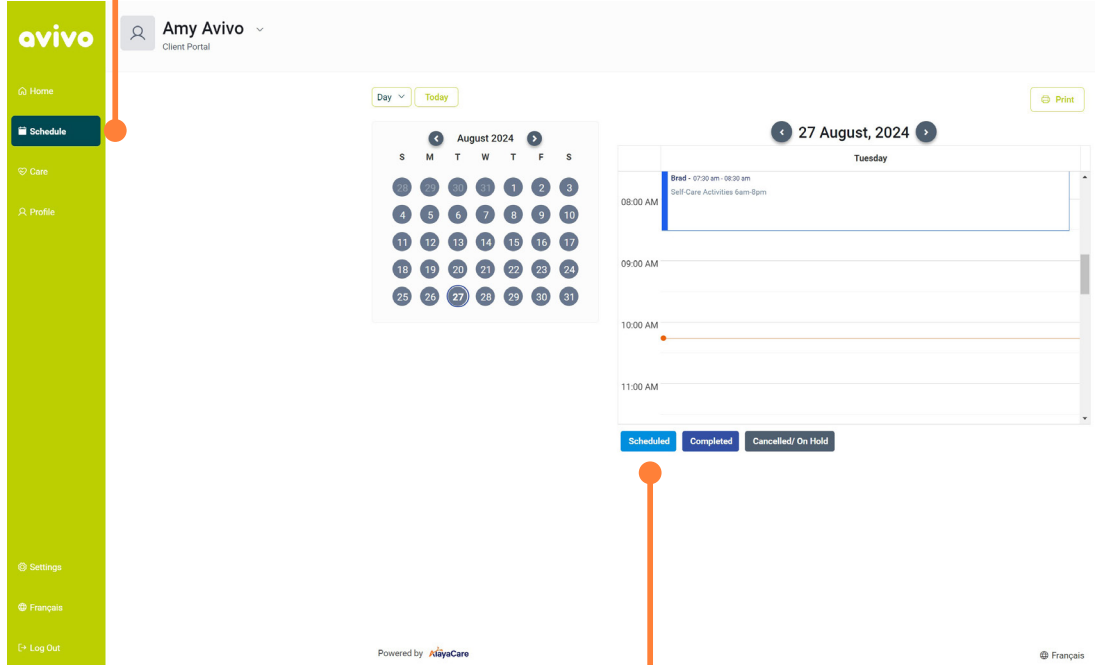 avivo
Amy Avivo
Client Portal
Home
Schedule
Care
Profile
Settings
Français
Log Out
Day
Today
Print
August 2024
S M T W T F S
28 29 30 31 1 2 3
4 5 6 7 8 9 10
11 12 13 14 15 16 17
18 19 20 21 22 23 24
25 26 27 28 29 30 31
27 August, 2024
Tuesday
Brad - 07:30 am - 08:30 am
Self-Care Activities 6am-8pm
08:00 AM
09:00 AM
10:00 AM
11:00 AM
Scheduled
Completed
Cancelled/ On Hold
Powered by AlayaCare
Français